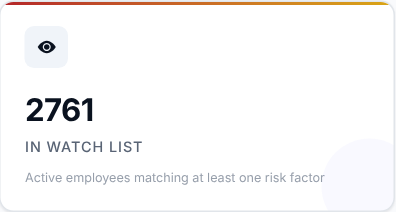 2761
IN WATCH LIST
Active employees matching at least one risk factor